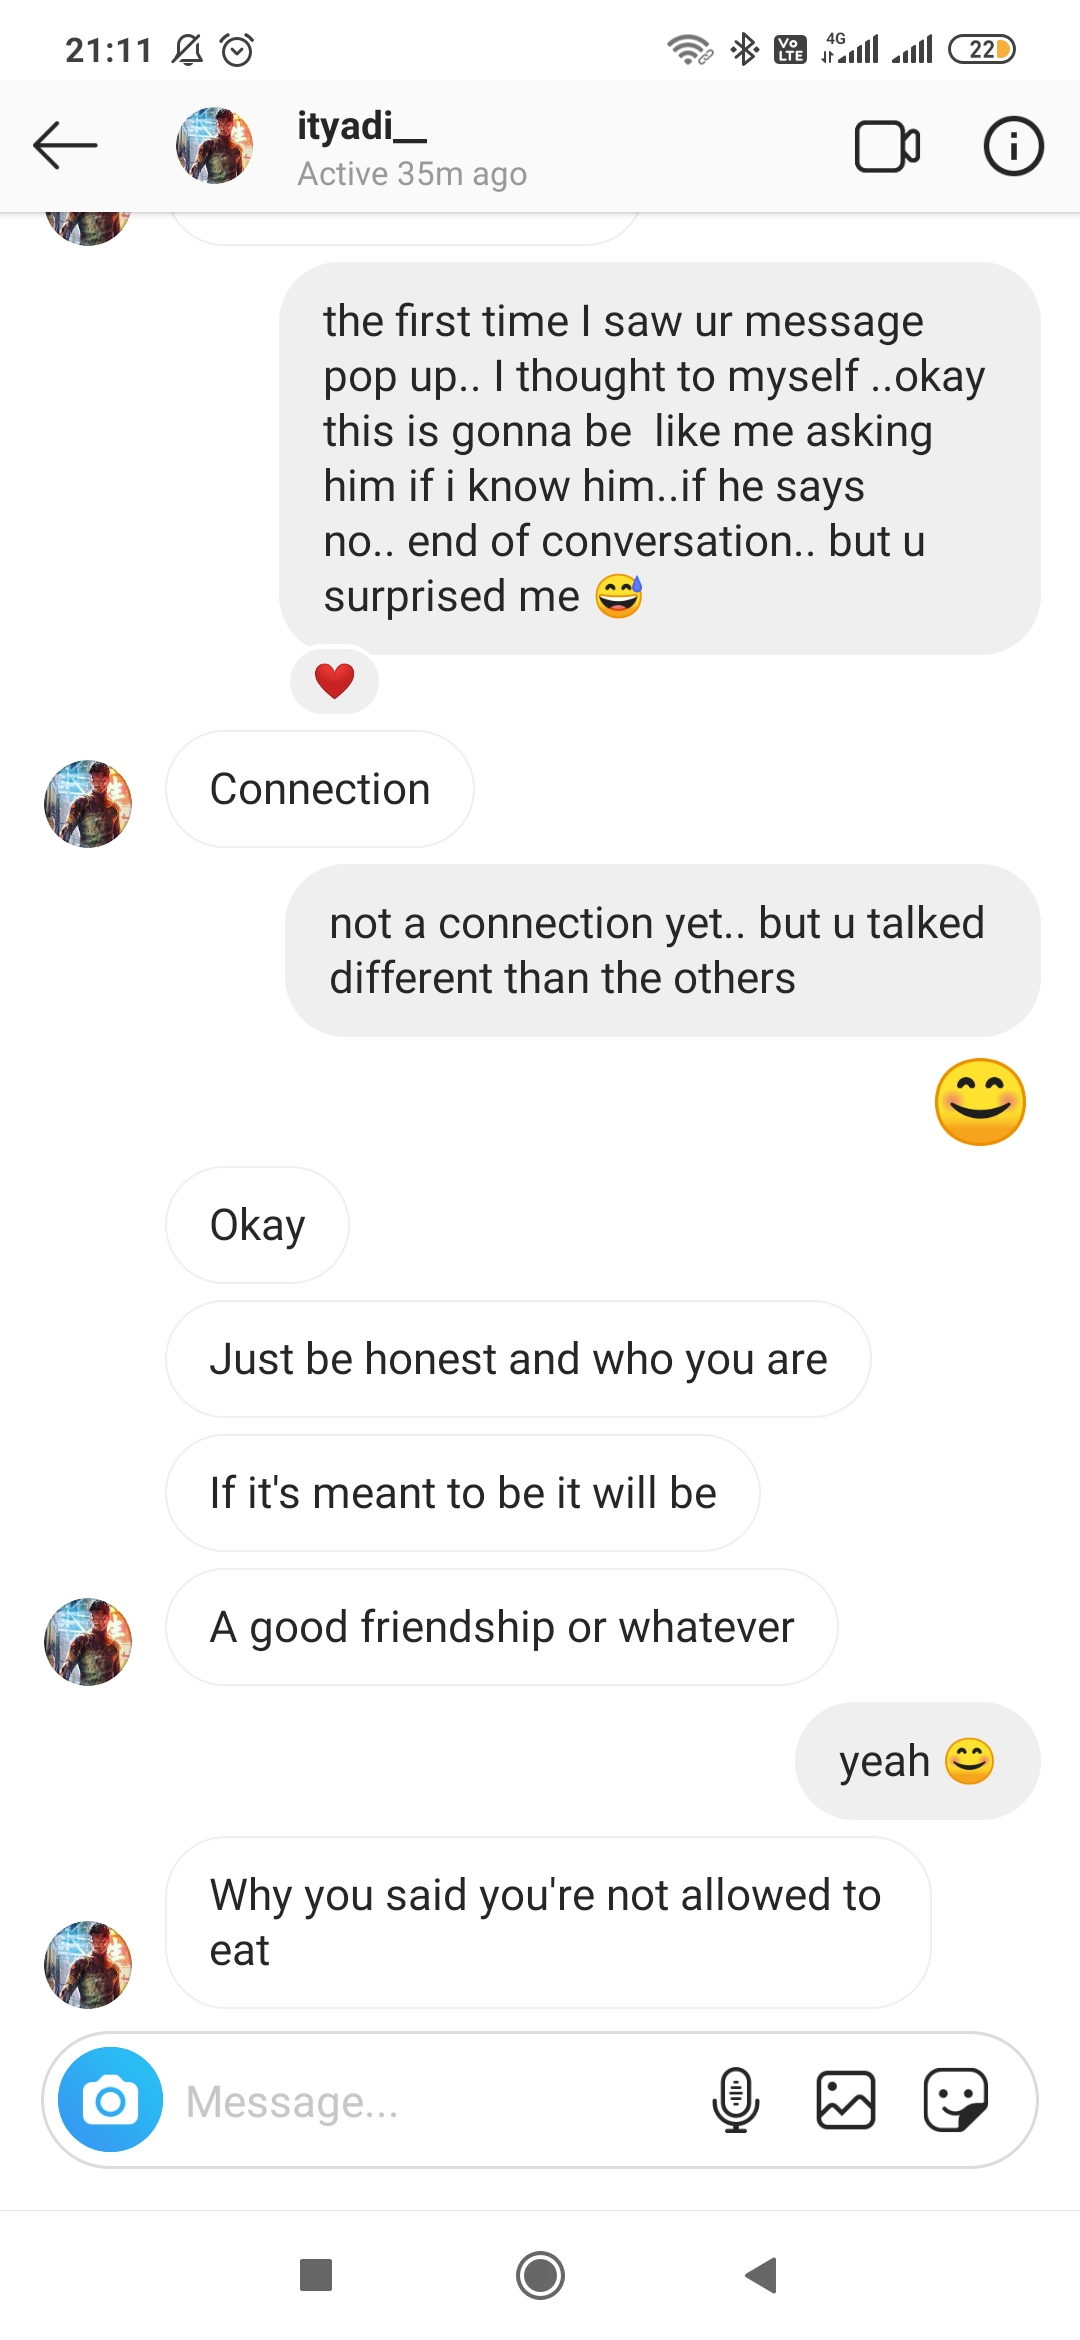 21:11
Vo
LTE
4G
22
ityadi__
Active 35m ago
the first time I saw ur message
pop up.. I thought to myself ..okay
this is gonna be  like me asking
him if i know him..if he says
no.. end of conversation.. but u
surprised me 😅
❤️
Connection
not a connection yet.. but u talked
different than the others
😊
Okay
Just be honest and who you are
If it's meant to be it will be
A good friendship or whatever
yeah 😊
Why you said you're not allowed to
eat
Message...